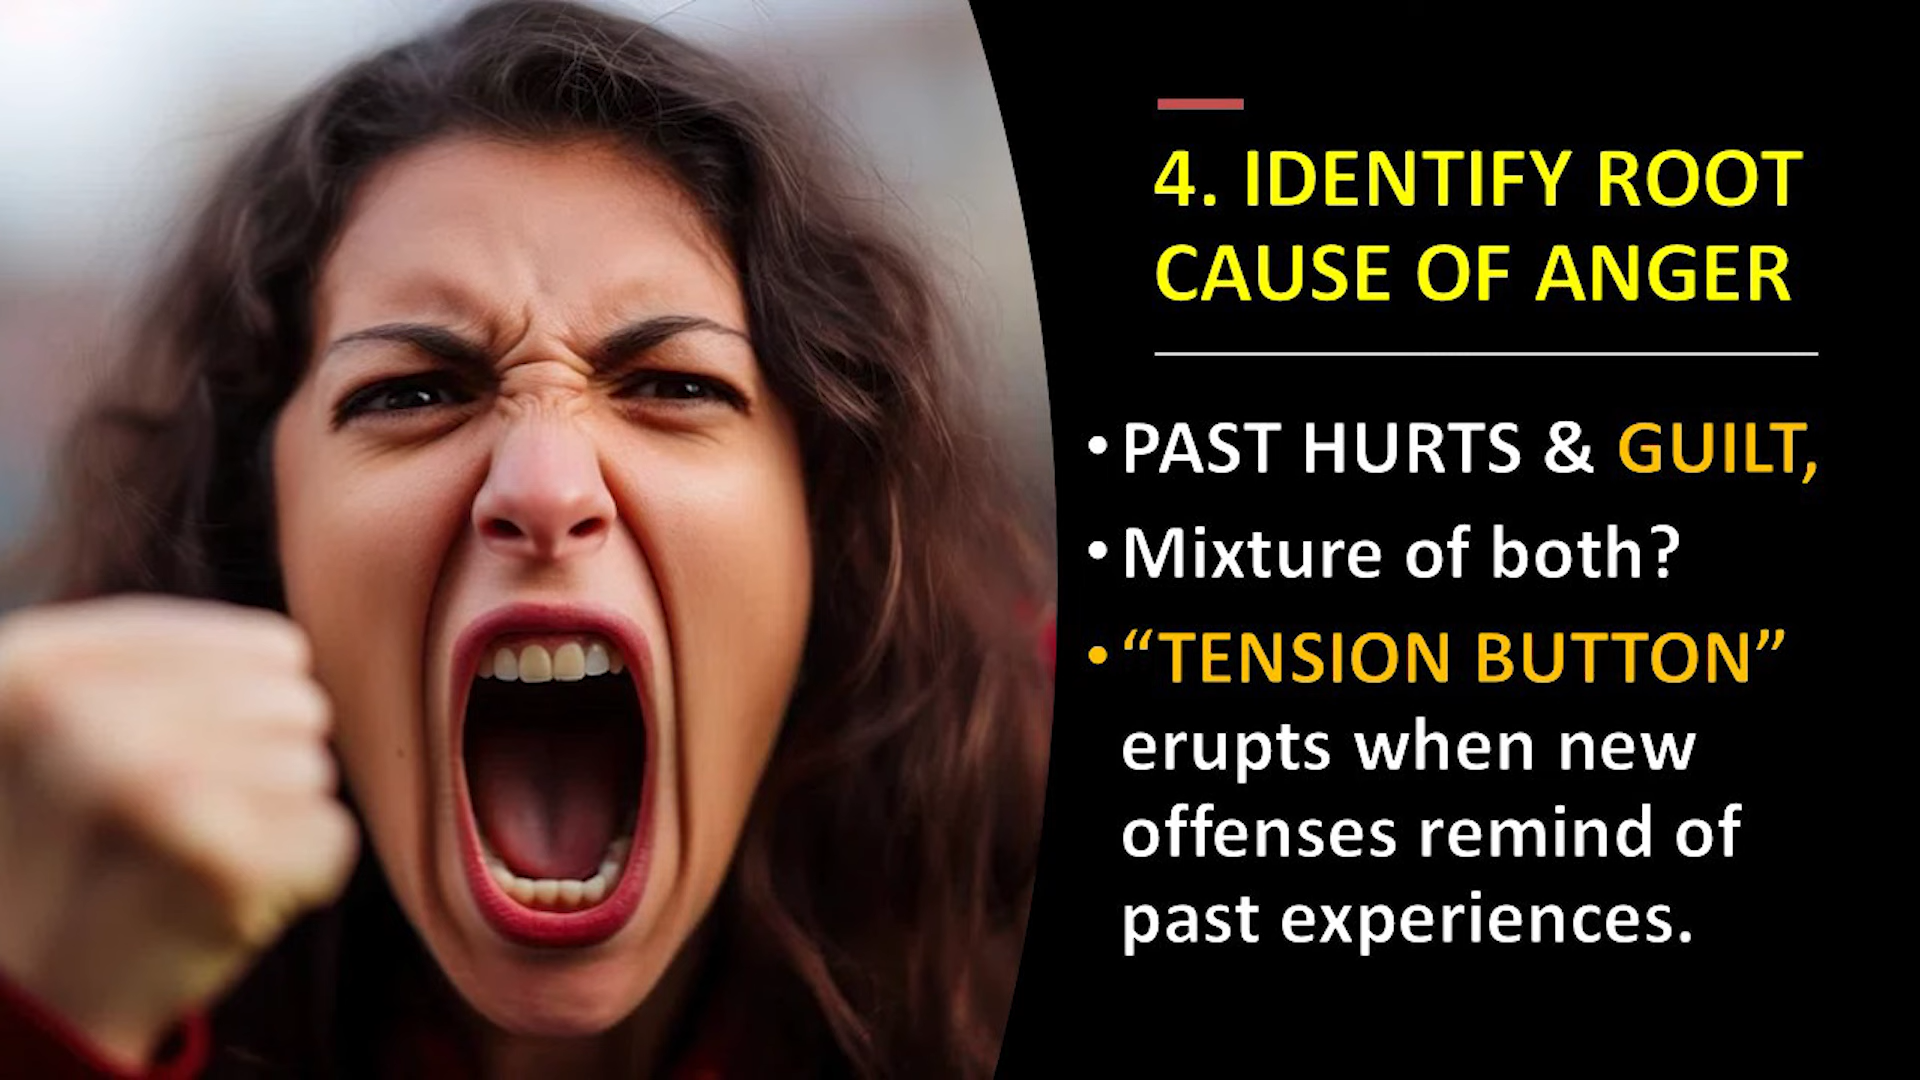 4. IDENTIFY ROOT
CAUSE OF ANGER
•PAST HURTS & GUILT,
•Mixture of both?
•“TENSION BUTTON”
erupts when new
offenses remind of
past experiences.